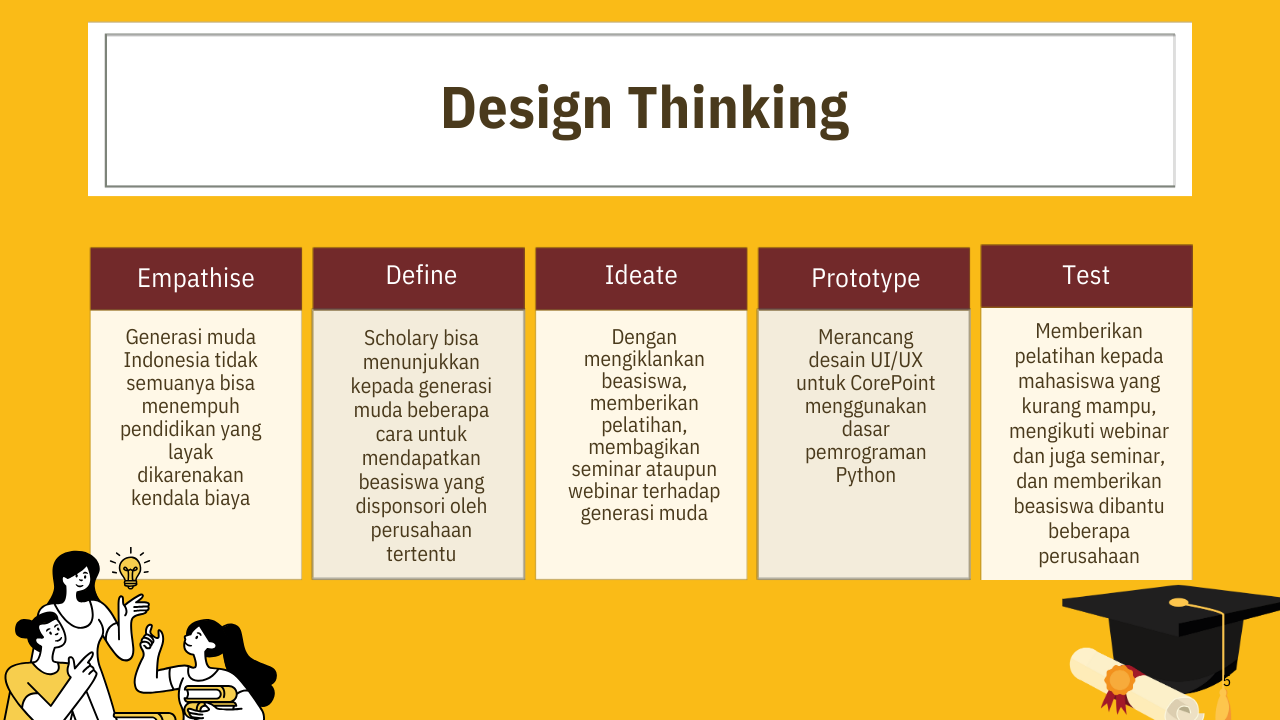 Design Thinking
Empathise
Generasi muda
Indonesia tidak
semuanya bisa
menempuh
pendidikan yang
layak
dikarenakan
kendala biaya
Define
Scholary bisa
menunjukkan
kepada generasi
muda beberapa
cara untuk
mendapatkan
beasiswa yang
disponsori oleh
perusahaan
tertentu
Ideate
Dengan
mengiklankan
beasiswa,
memberikan
pelatihan,
membagikan
seminar ataupun
webinar terhadap
generasi muda
Prototype
Merancang
desain UI/UX
untuk CorePoint
menggunakan
dasar
pemrograman
Python
Test
Memberikan
pelatihan kepada
mahasiswa yang
kurang mampu,
mengikuti webinar
dan juga seminar,
dan memberikan
beasiswa dibantu
beberapa
perusahaan
5